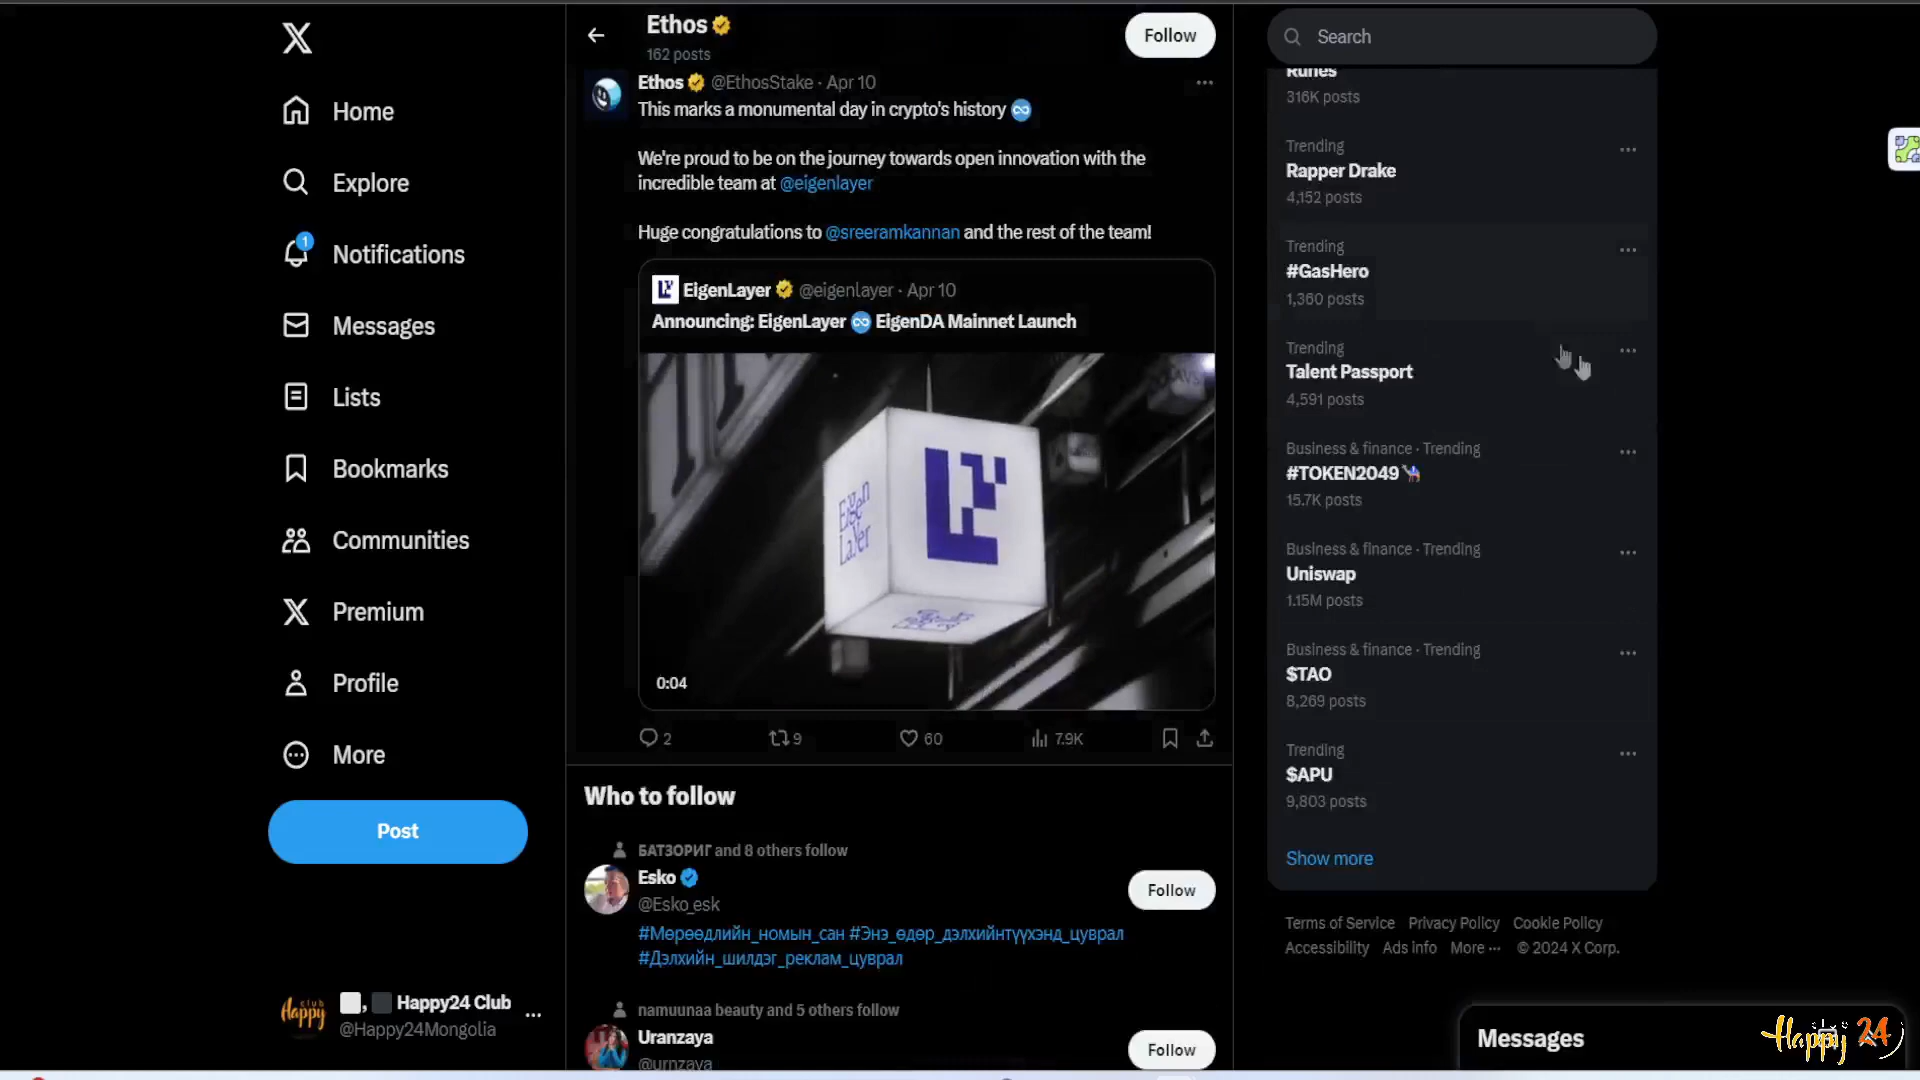 Home
Explore
1
Notifications
Messages
Lists
Bookmarks
Communities
Premium
Profile
More
Post
Happy24 Club
@Happy24Mongolia
Ethos
162 posts
Follow
Ethos @EthosStake · Apr 10
This marks a monumental day in crypto's history
We're proud to be on the journey towards open innovation with the
incredible team at @eigenlayer
Huge congratulations to @sreeramkannan and the rest of the team!
EigenLayer @eigenlayer · Apr 10
Announcing: EigenLayer ♾️ EigenDA Mainnet Launch
Eigen
Layer
0:04
2
9
60
7.9K
Who to follow
БАТЗОРИГ and 8 others follow
Esko
@Esko_esk
Follow
#Мөрөөдлийн_номын_сан #Энэ_өдөр_дэлхийнтүүхэнд_цуврал
#Дэлхийн_шилдэг_реклам_цуврал
namuunaa beauty and 5 others follow
Uranzaya
@urnzaya
Follow
Search
Runes
316K posts
Trending
Rapper Drake
4,152 posts
Trending
#GasHero
1,360 posts
Trending
Talent Passport
4,591 posts
Business & finance · Trending
#TOKEN2049
15.7K posts
Business & finance · Trending
Uniswap
1.15M posts
Business & finance · Trending
$TAO
8,269 posts
Trending
$APU
9,803 posts
Show more
Terms of Service Privacy Policy Cookie Policy
Accessibility Ads info More ··· © 2024 X Corp.
Messages
Happy 24
club
Happy